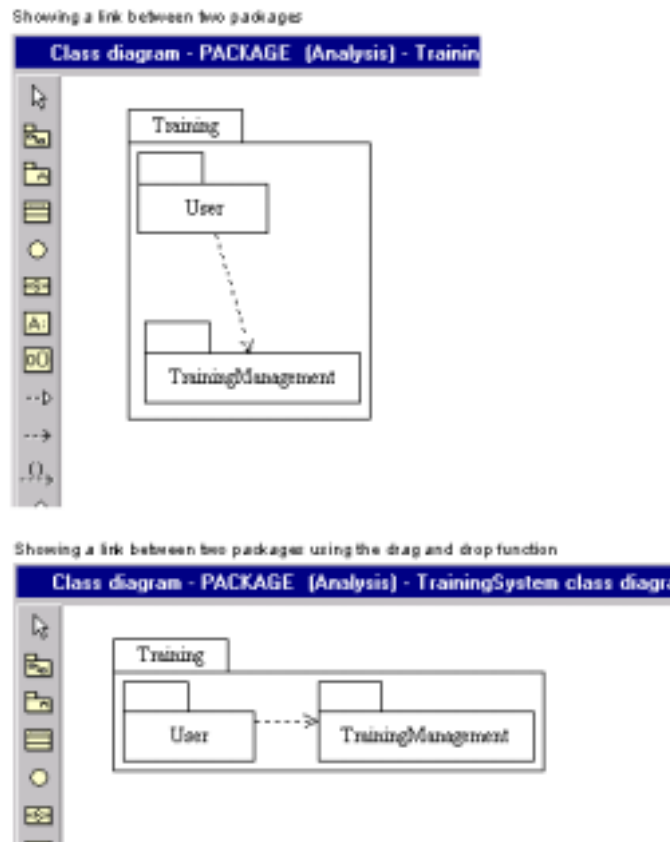 Showing a link between two packages
Class diagram - PACKAGE (Analysis) - Trainin
Training
User
TrainingManagement
Showing a link between two packages using the drag and drop function
Class diagram - PACKAGE (Analysis) - TrainingSystem class diagra
Training
User
TrainingManagement